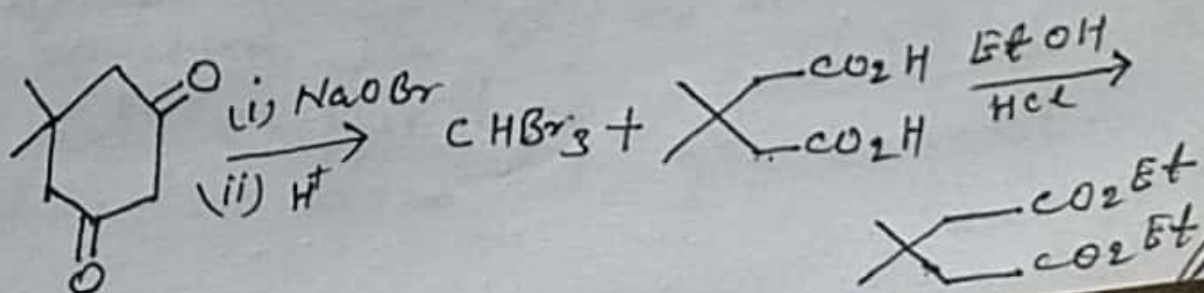 O (i) NaOBr CHBr3 + CO2H EtOH
(ii) H+ CO2H HCl
O
CO2Et
CO2Et